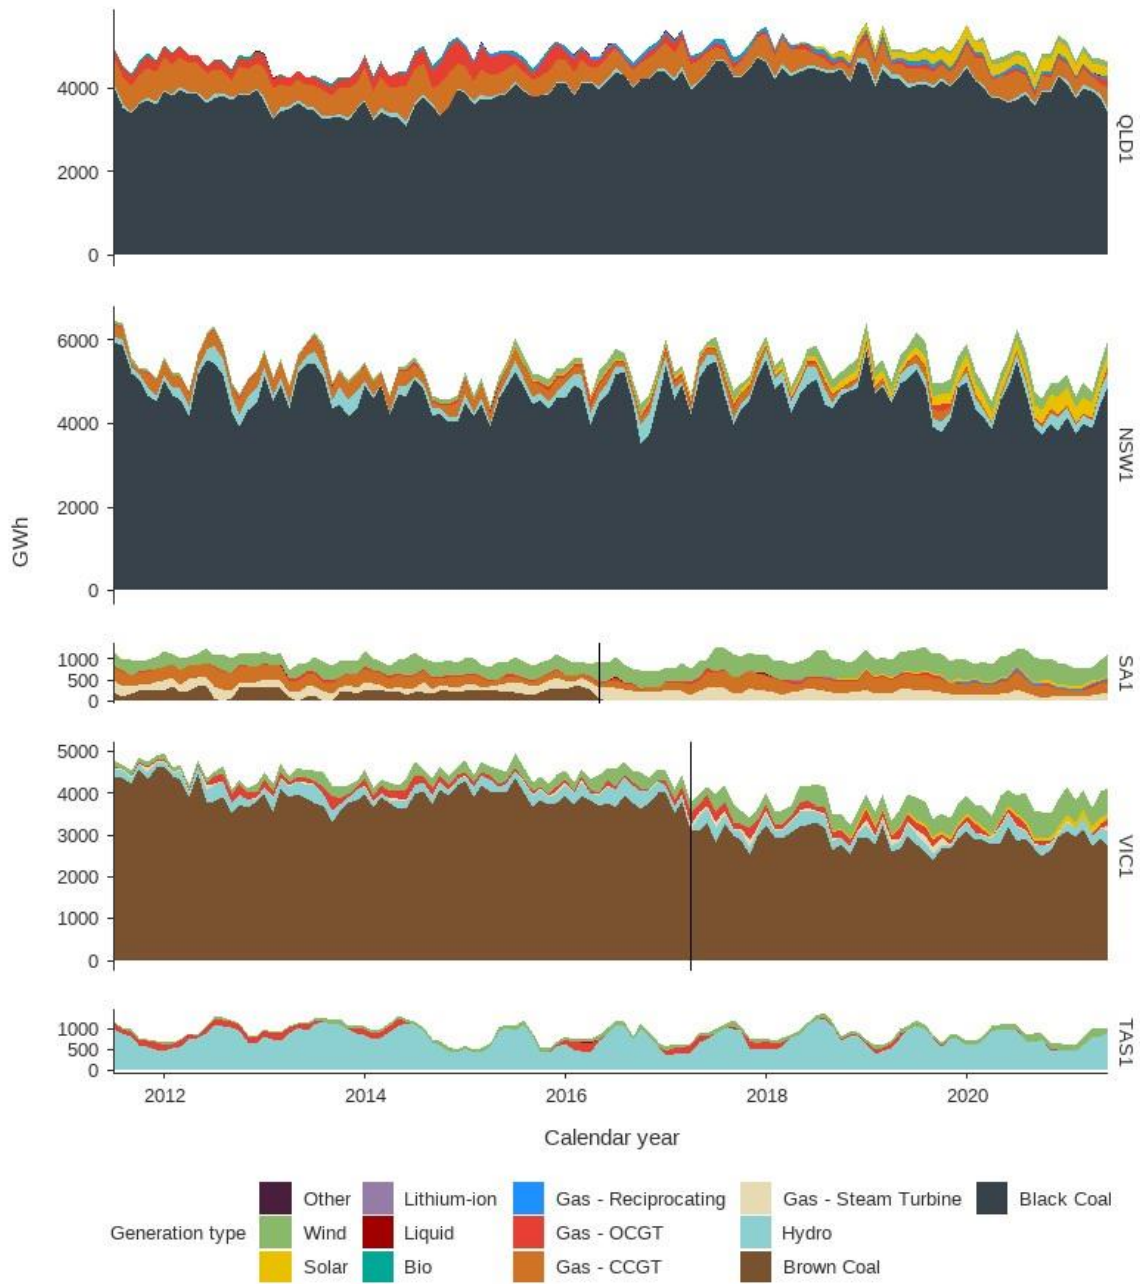 4000
2000
0
QLD1
6000
4000
2000
0
NSW1
GWh
1000
500
0
SA1
5000
4000
3000
2000
1000
0
VIC1
1000
500
0
TAS1
2012 2014 2016 2018 2020
Calendar year
Generation type
Other Lithium-ion Gas - Reciprocating Gas - Steam Turbine Black Coal
Wind Liquid Gas - OCGT Hydro
Solar Bio Gas - CCGT Brown Coal